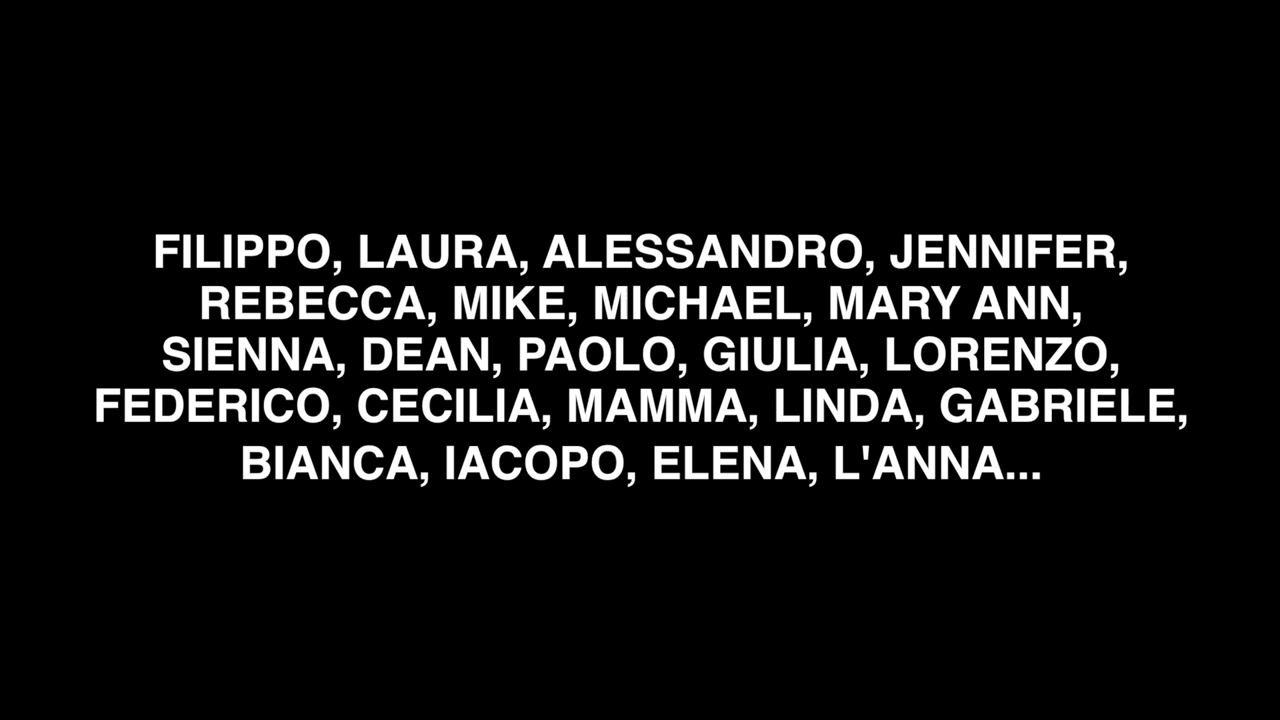 FILIPPO, LAURA, ALESSANDRO, JENNIFER,
REBECCA, MIKE, MICHAEL, MARY ANN,
SIENNA, DEAN, PAOLO, GIULIA, LORENZO,
FEDERICO, CECILIA, MAMMA, LINDA, GABRIELE,
BIANCA, IACOPO, ELENA, L'ANNA...